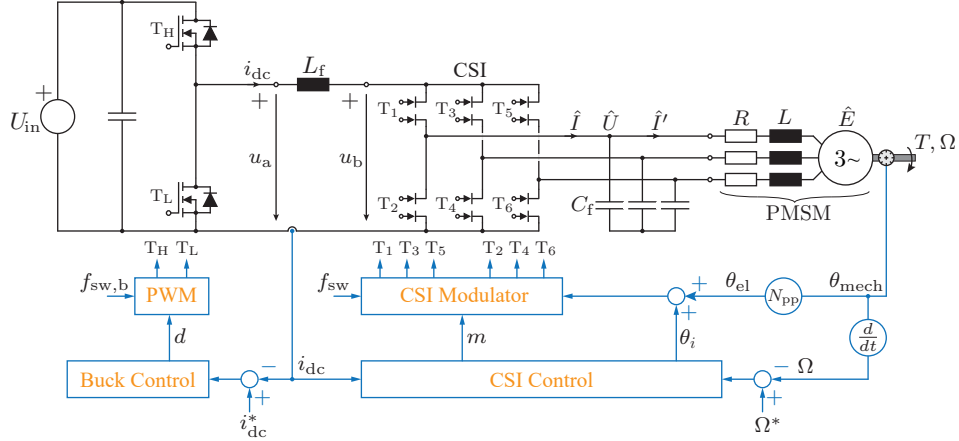 T_H
i_dc
L_f
CSI
+
+
+
U_in
T_1
T_3
T_5
Î
Û
Î′
R
L
Ê
3~
T, Ω
u_a
u_b
T_L
T_2
T_4
T_6
C_f
PMSM
T_H
T_L
T_1
T_3
T_5
T_2
T_4
T_6
f_sw,b
PWM
f_sw
CSI Modulator
+
+
θ_el
N_pp
θ_mech
d
m
θ_i
d/dt
Buck Control
−
+
i_dc
CSI Control
−
+
Ω
i*_dc
Ω*